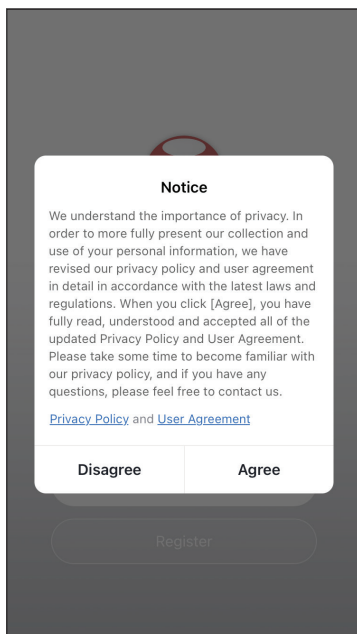 Notice
We understand the importance of privacy. In
order to more fully present our collection and
use of your personal information, we have
revised our privacy policy and user agreement
in detail in accordance with the latest laws and
regulations. When you click [Agree], you have
fully read, understood and accepted all of the
updated Privacy Policy and User Agreement.
Please take some time to become familiar with
our privacy policy, and if you have any
questions, please feel free to contact us.
Privacy Policy and User Agreement
Disagree Agree
Register